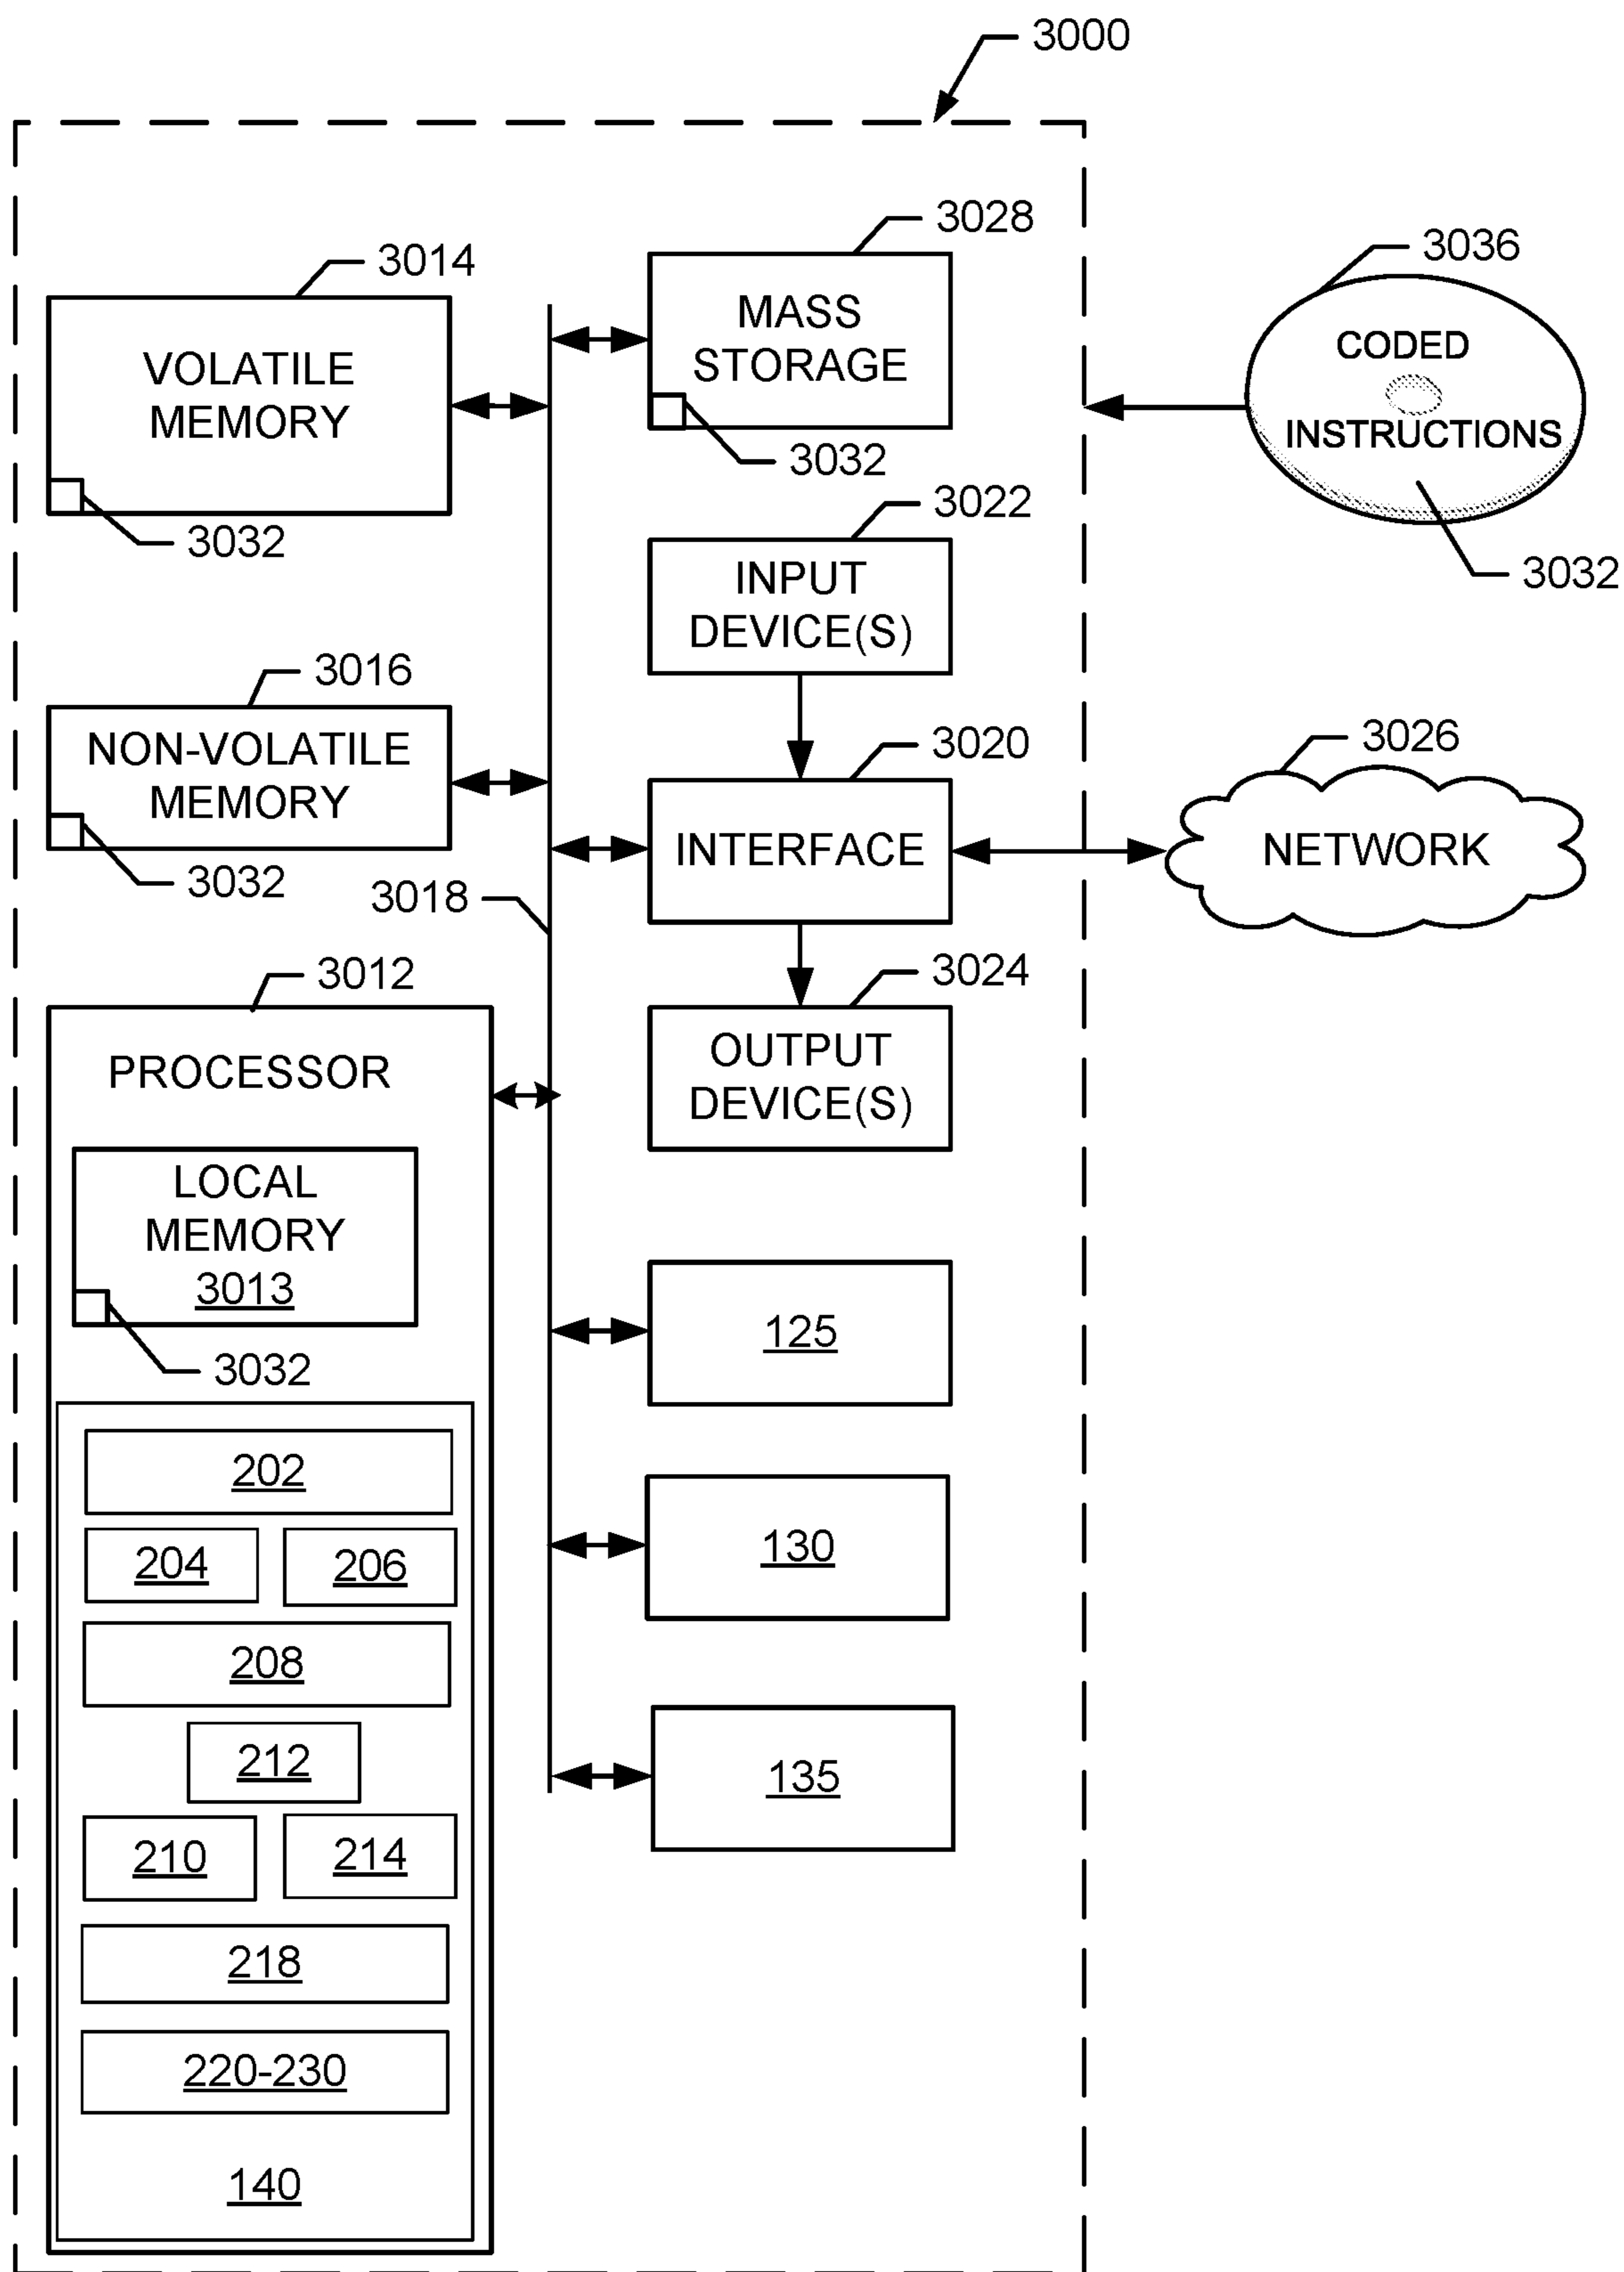 3000
3014
VOLATILE
MEMORY
3032
3028
MASS
STORAGE
3032
3036
CODED
INSTRUCTIONS
3032
3022
INPUT
DEVICE(S)
3016
NON-VOLATILE
MEMORY
3032
3018
3020
INTERFACE
3026
NETWORK
3024
OUTPUT
DEVICE(S)
3012
PROCESSOR
LOCAL
MEMORY
3013
3032
125
130
135
202
204
206
208
212
210
214
218
220-230
140